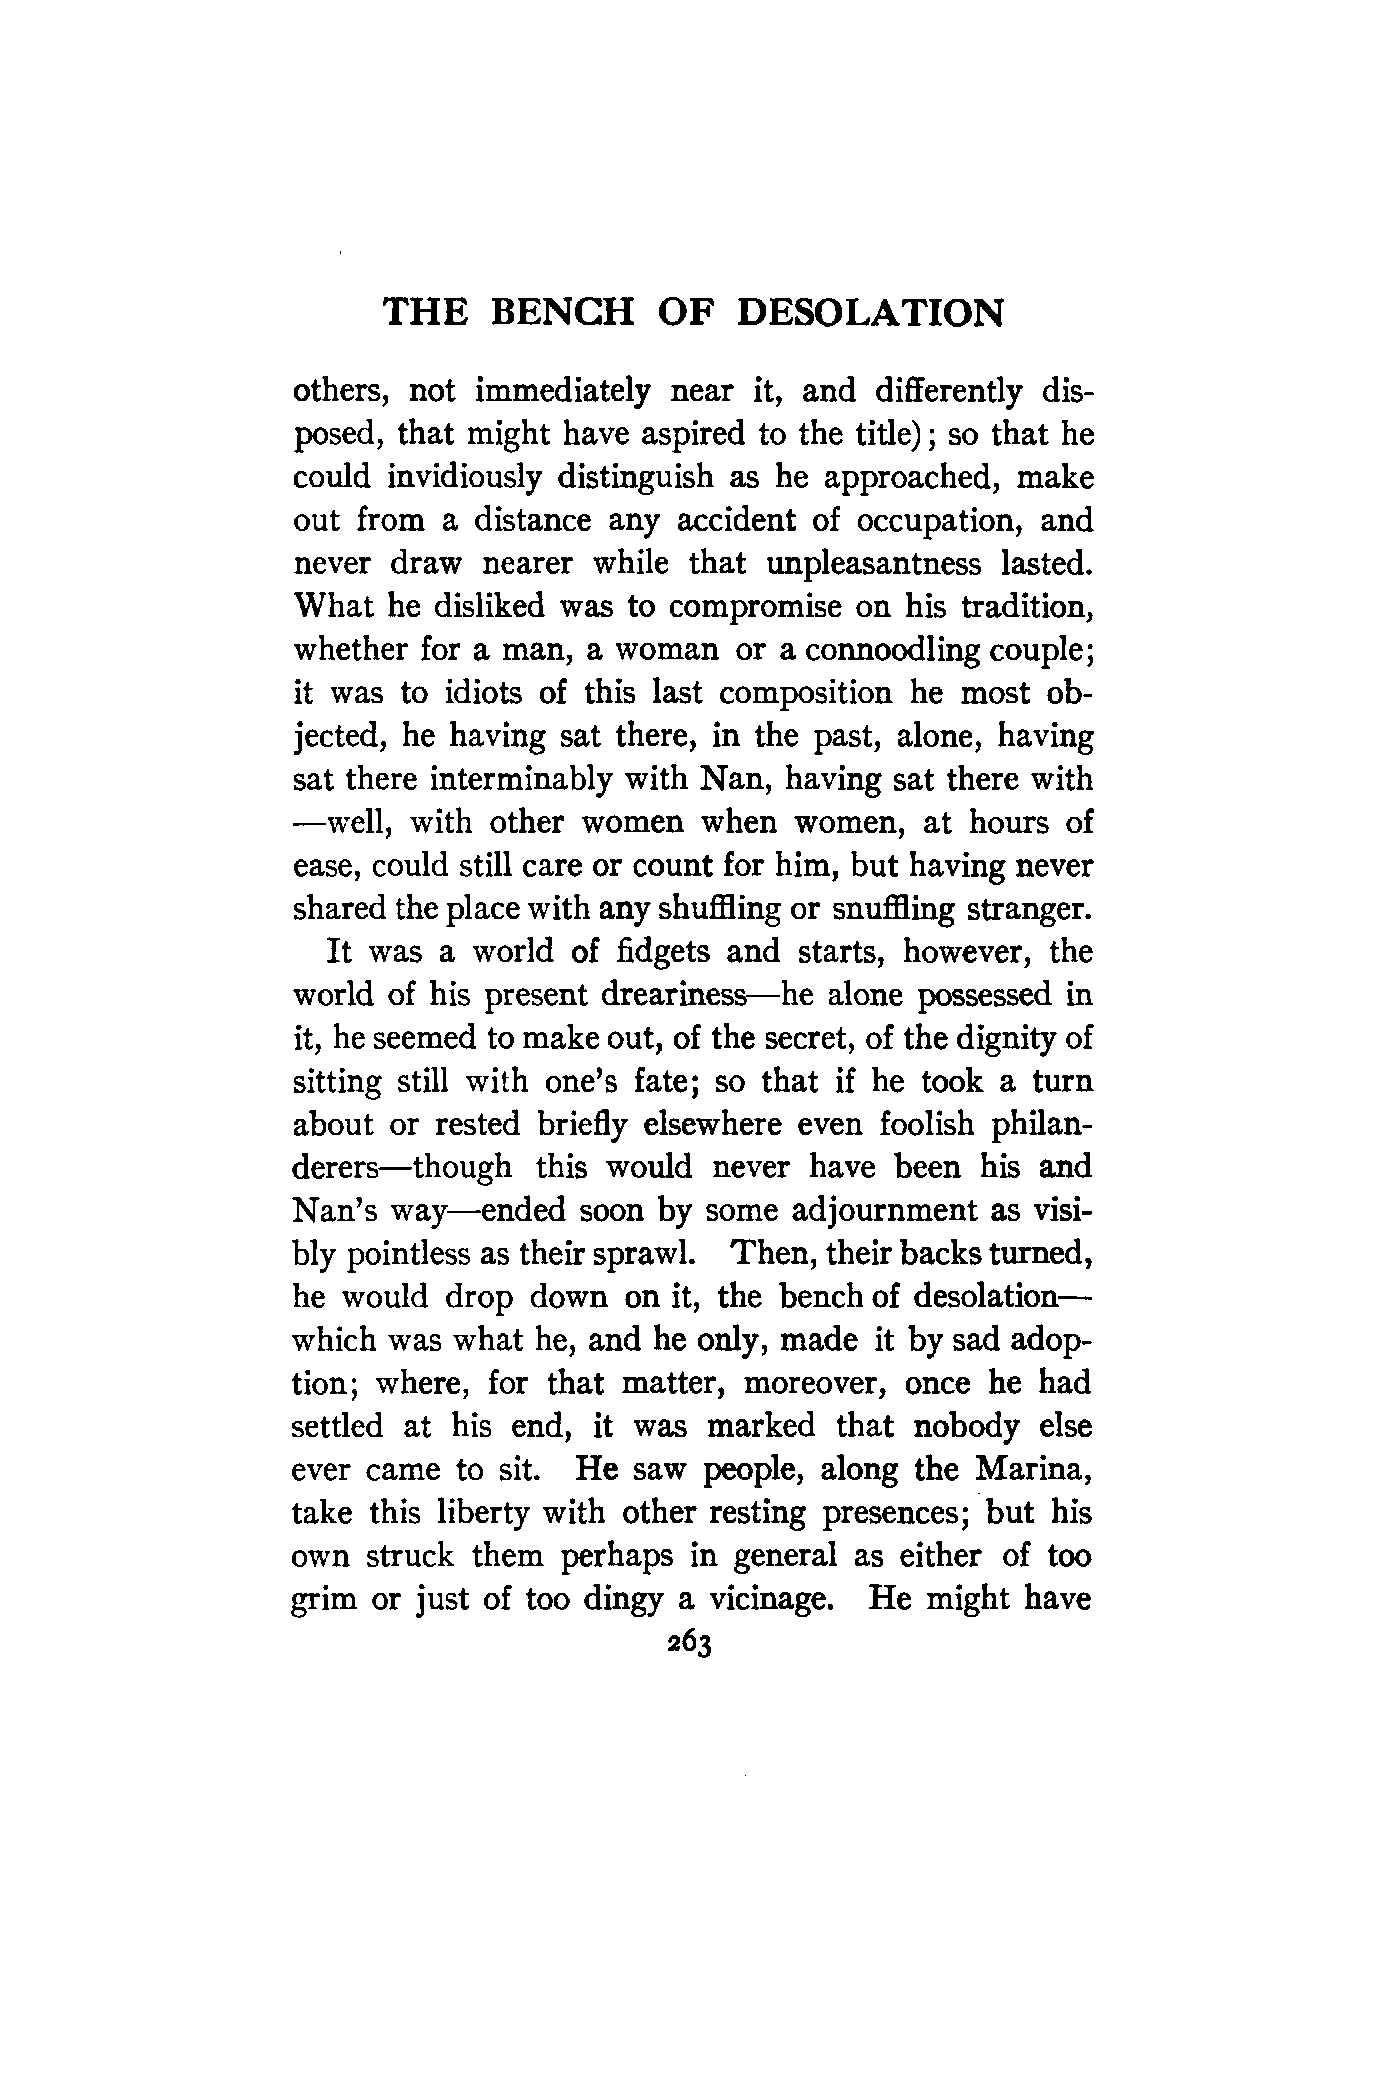 THE BENCH OF DESOLATION
others, not immediately near it, and differently dis-
posed, that might have aspired to the title); so that he
could invidiously distinguish as he approached, make
out from a distance any accident of occupation, and
never draw nearer while that unpleasantness lasted.
What he disliked was to compromise on his tradition,
whether for a man, a woman or a connoodling couple;
it was to idiots of this last composition he most ob-
jected, he having sat there, in the past, alone, having
sat there interminably with Nan, having sat there with
—well, with other women when women, at hours of
ease, could still care or count for him, but having never
shared the place with any shuffling or snuffling stranger.
It was a world of fidgets and starts, however, the
world of his present dreariness—he alone possessed in
it, he seemed to make out, of the secret, of the dignity of
sitting still with one's fate; so that if he took a turn
about or rested briefly elsewhere even foolish philan-
derers—though this would never have been his and
Nan's way—ended soon by some adjournment as visi-
bly pointless as their sprawl. Then, their backs turned,
he would drop down on it, the bench of desolation—
which was what he, and he only, made it by sad adop-
tion; where, for that matter, moreover, once he had
settled at his end, it was marked that nobody else
ever came to sit. He saw people, along the Marina,
take this liberty with other resting presences; but his
own struck them perhaps in general as either of too
grim or just of too dingy a vicinage. He might have
263